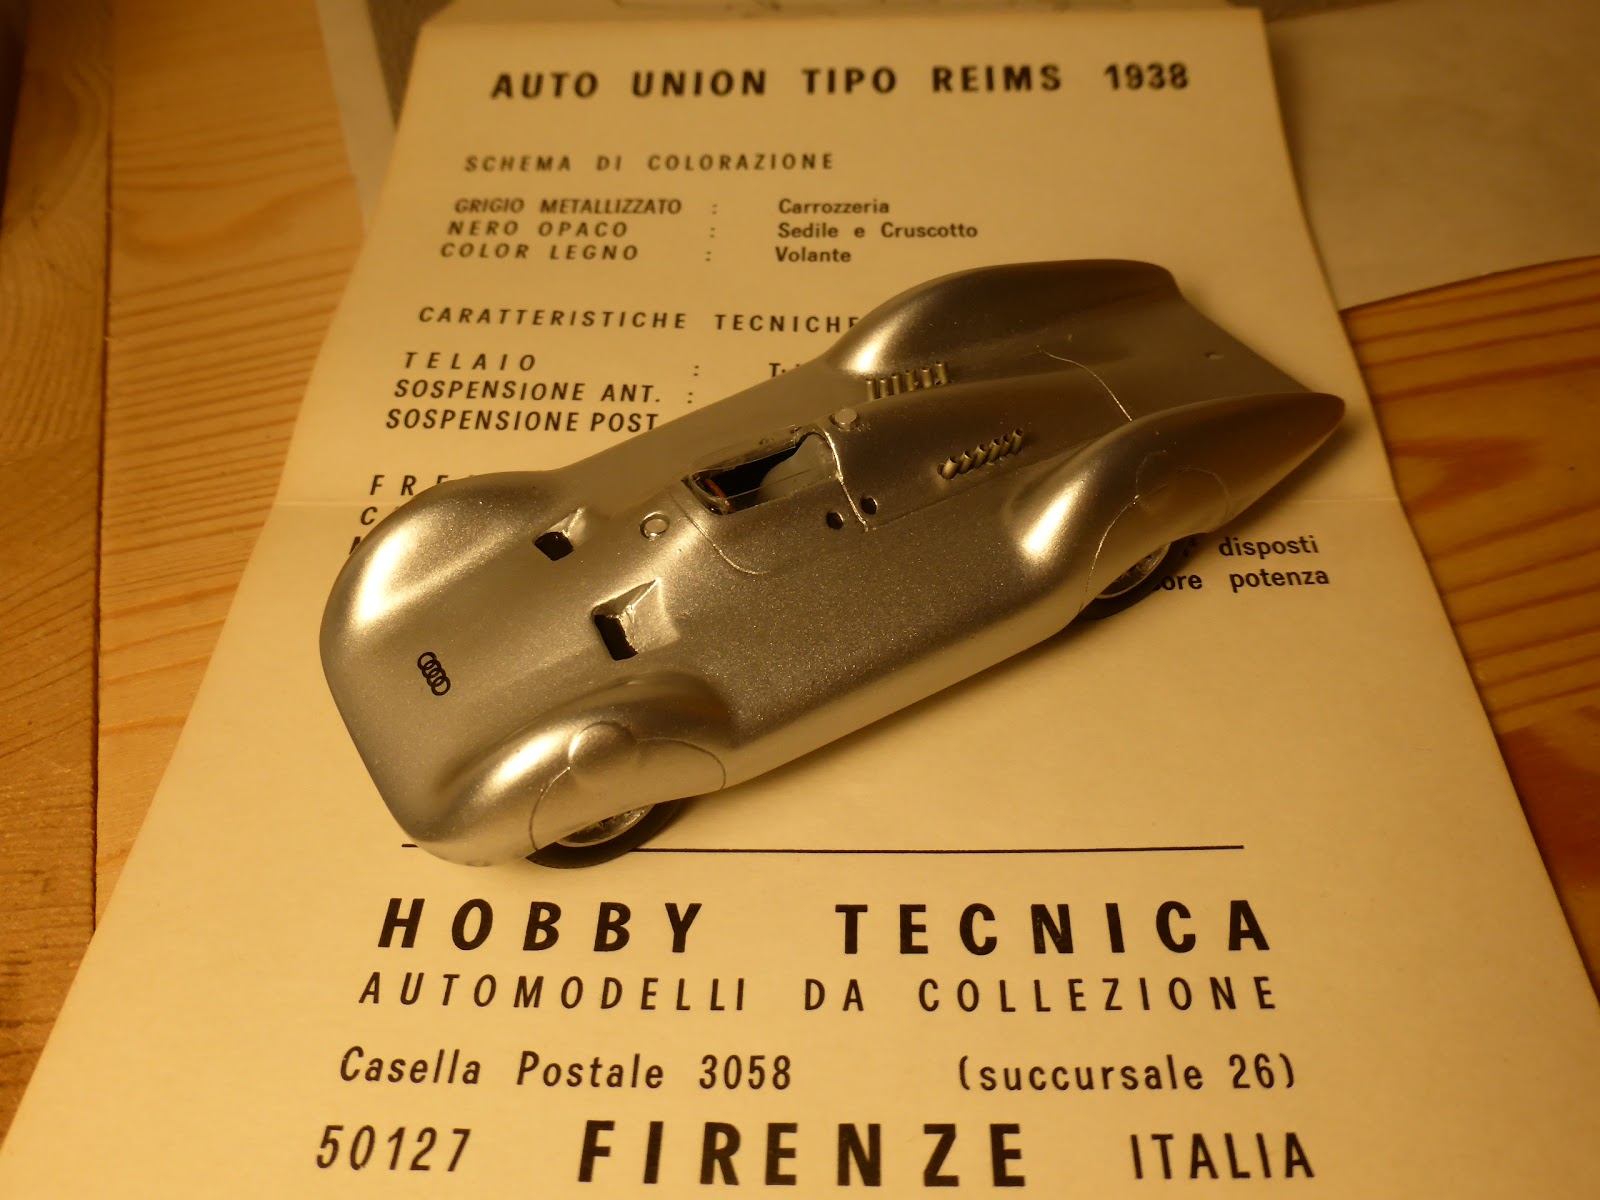 AUTO UNION TIPO REIMS 1938
SCHEMA DI COLORAZIONE
GRIGIO METALLIZZATO : Carrozzeria
NERO OPACO : Sedile e Cruscotto
COLOR LEGNO : Volante
CARATTERISTICHE TECNICHE
TELAIO :
SOSPENSIONE ANT. :
SOSPENSIONE POST
disposti
potenza
HOBBY TECNICA
AUTOMODELLI DA COLLEZIONE
Casella Postale 3058 (succursale 26)
50127 FIRENZE ITALIA